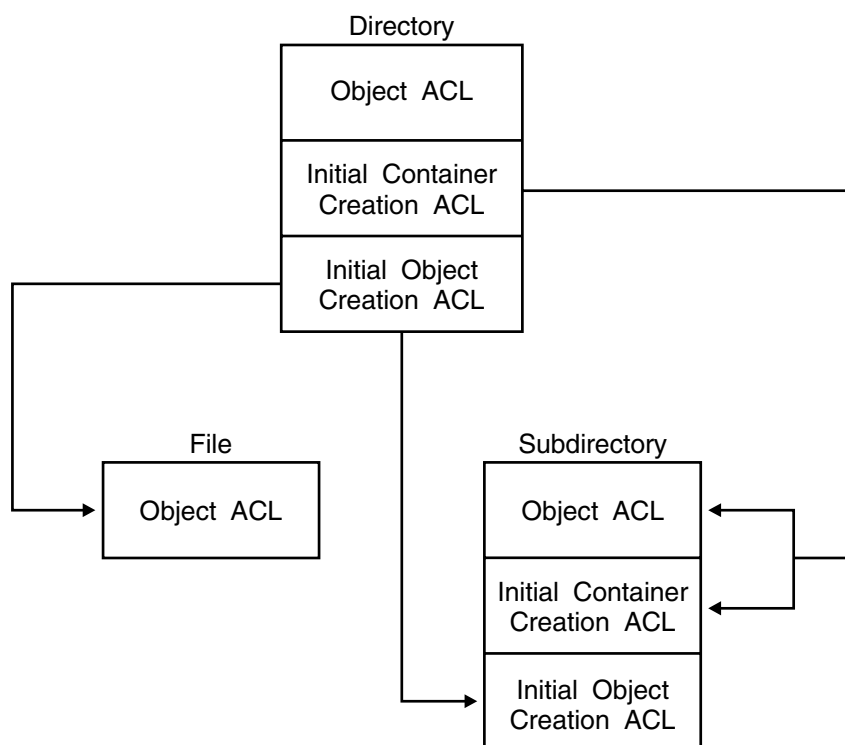 Directory
Object ACL
Initial Container
Creation ACL
Initial Object
Creation ACL
File
Object ACL
Subdirectory
Object ACL
Initial Container
Creation ACL
Initial Object
Creation ACL